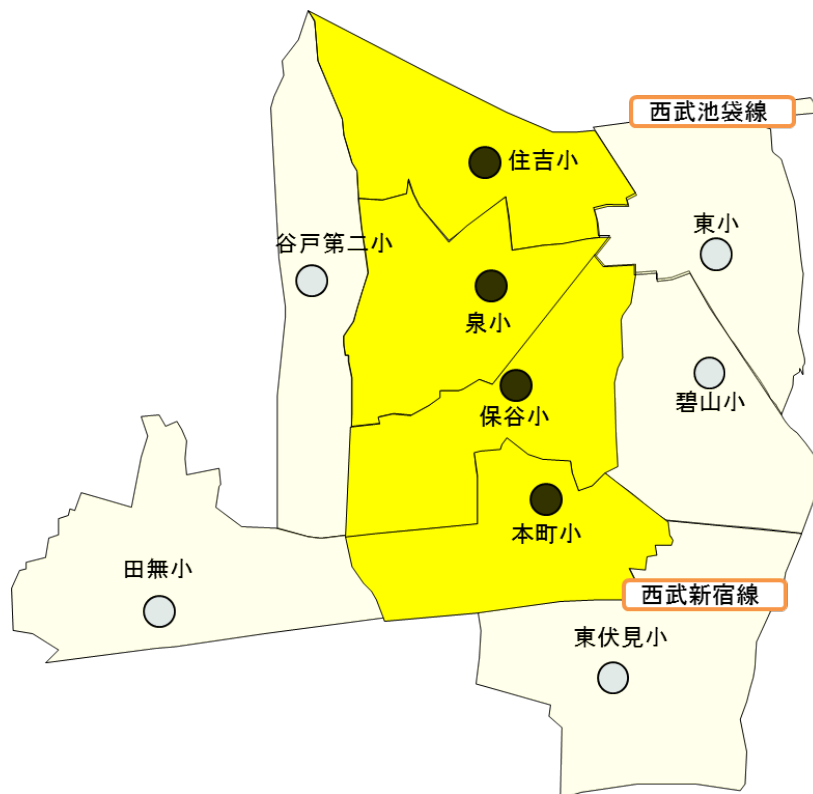 西武池袋線
住吉小
東小
谷戸第二小
泉小
碧山小
保谷小
本町小
田無小
西武新宿線
東伏見小